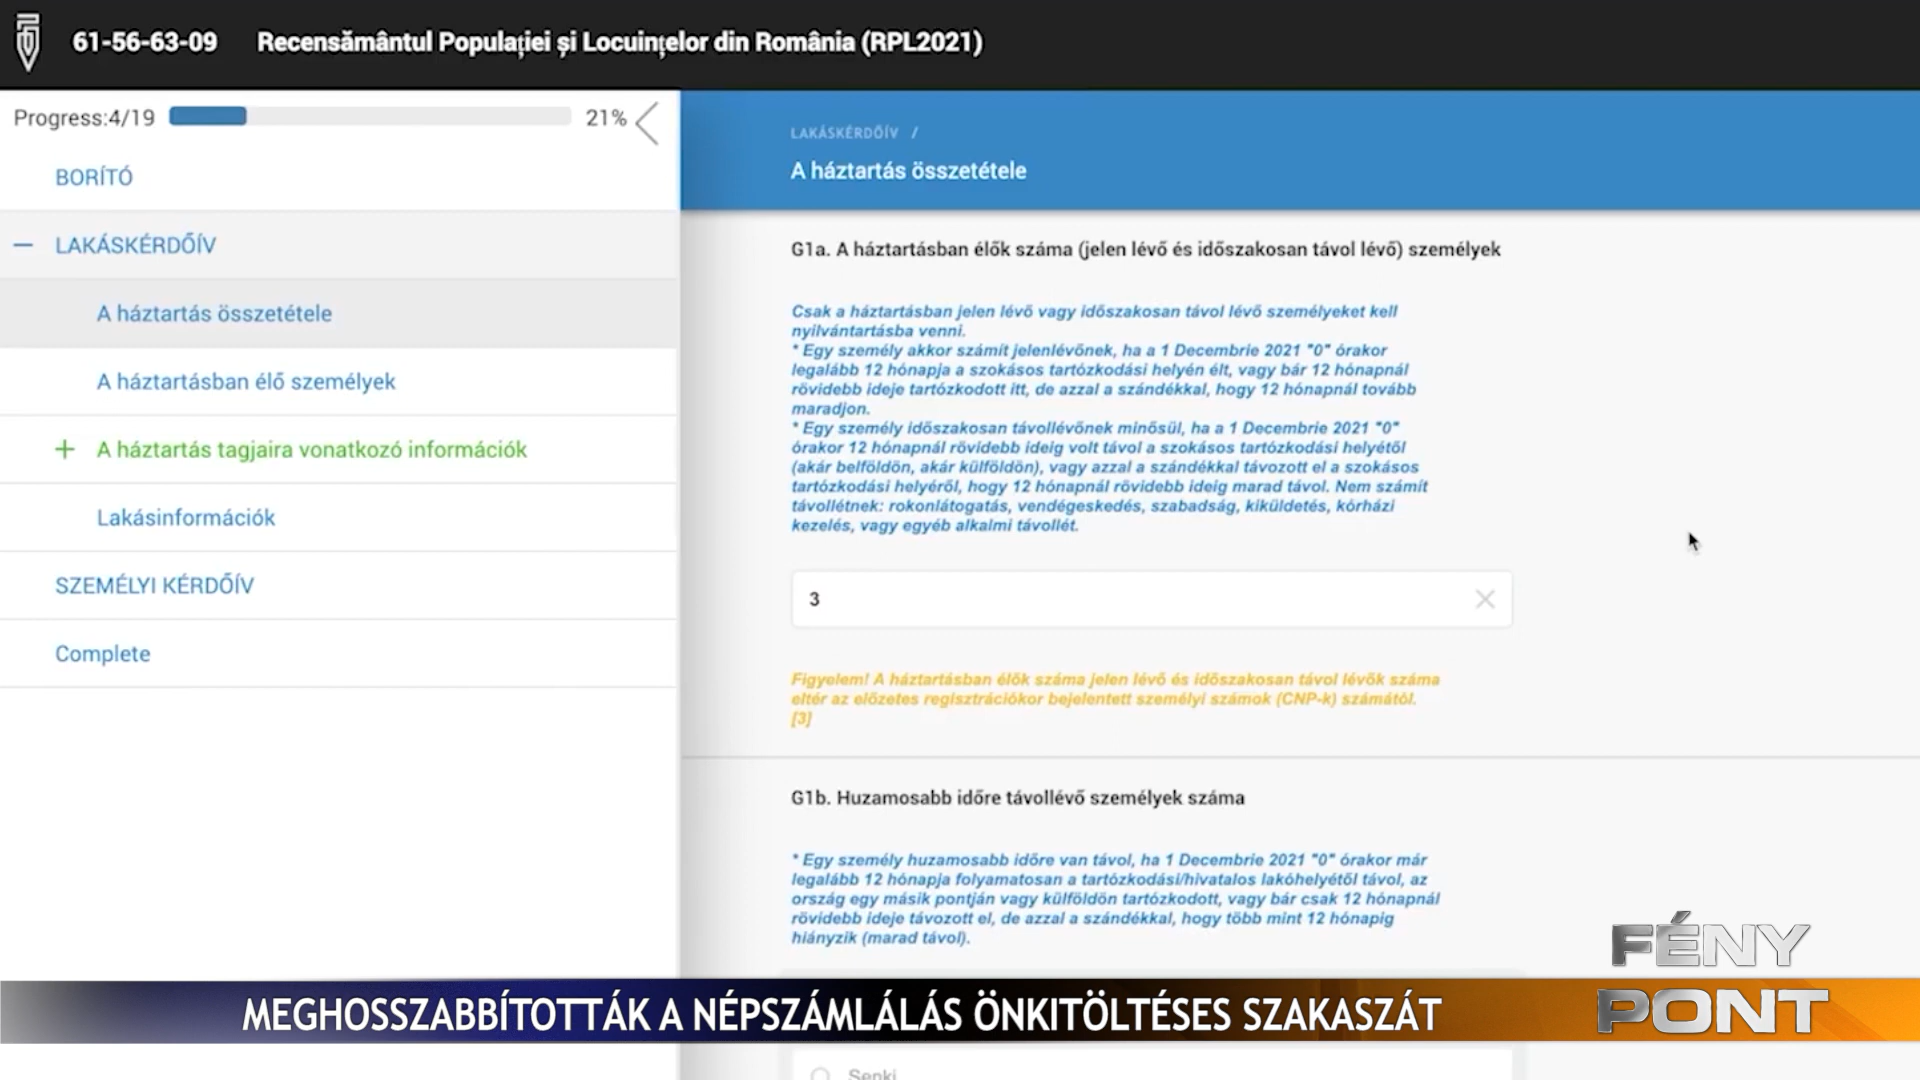 61-56-63-09 Recensământul Populației și Locuințelor din România (RPL2021)
Progress:4/19 21%
BORÍTÓ
LAKÁSKÉRDŐÍV
A háztartás összetétele
A háztartásban élő személyek
A háztartás tagjaira vonatkozó információk
Lakásinformációk
SZEMÉLYI KÉRDŐÍV
Complete
LAKÁSKÉRDŐÍV /
A háztartás összetétele
G1a. A háztartásban élők száma (jelen lévő és időszakosan távol lévő) személyek
Csak a háztartásban jelen lévő vagy időszakosan távol lévő személyeket kell
nyilvántartásba venni.
* Egy személy akkor számít jelenlévőnek, ha a 1 Decembrie 2021 "0" órakor
legalább 12 hónapja a szokásos tartózkodási helyén élt, vagy bár 12 hónapnál
rövidebb ideje tartózkodott itt, de azzal a szándékkal, hogy 12 hónapnál tovább
maradjon.
* Egy személy időszakosan távollévőnek minősül, ha a 1 Decembrie 2021 "0"
órakor 12 hónapnál rövidebb ideig volt távol a szokásos tartózkodási helyétől
(akár belföldön, akár külföldön), vagy azzal a szándékkal távozott el a szokásos
tartózkodási helyéről, hogy 12 hónapnál rövidebb ideig marad távol. Nem számít
távollétnek: rokonlátogatás, vendégeskedés, szabadság, kiküldetés, kórházi
kezelés, vagy egyéb alkalmi távollét.
3
Figyelem! A háztartásban élők száma jelen lévő és időszakosan távol lévők száma
eltér az előzetes regisztrációkor bejelentett személyi számok (CNP-k) számától.
[3]
G1b. Huzamosabb időre távollévő személyek száma
* Egy személy huzamosabb időre van távol, ha 1 Decembrie 2021 "0" órakor már
legalább 12 hónapja folyamatosan a tartózkodási/hivatalos lakóhelyétől távol, az
ország egy másik pontján vagy külföldön tartózkodott, vagy bár csak 12 hónapnál
rövidebb ideje távozott el, de azzal a szándékkal, hogy több mint 12 hónapig
hiányzik (marad távol).
FÉNY
PONT
MEGHOSSZABBÍTOTTÁK A NÉPSZÁMLÁLÁS ÖNKITÖLTÉSES SZAKASZÁT
Senki